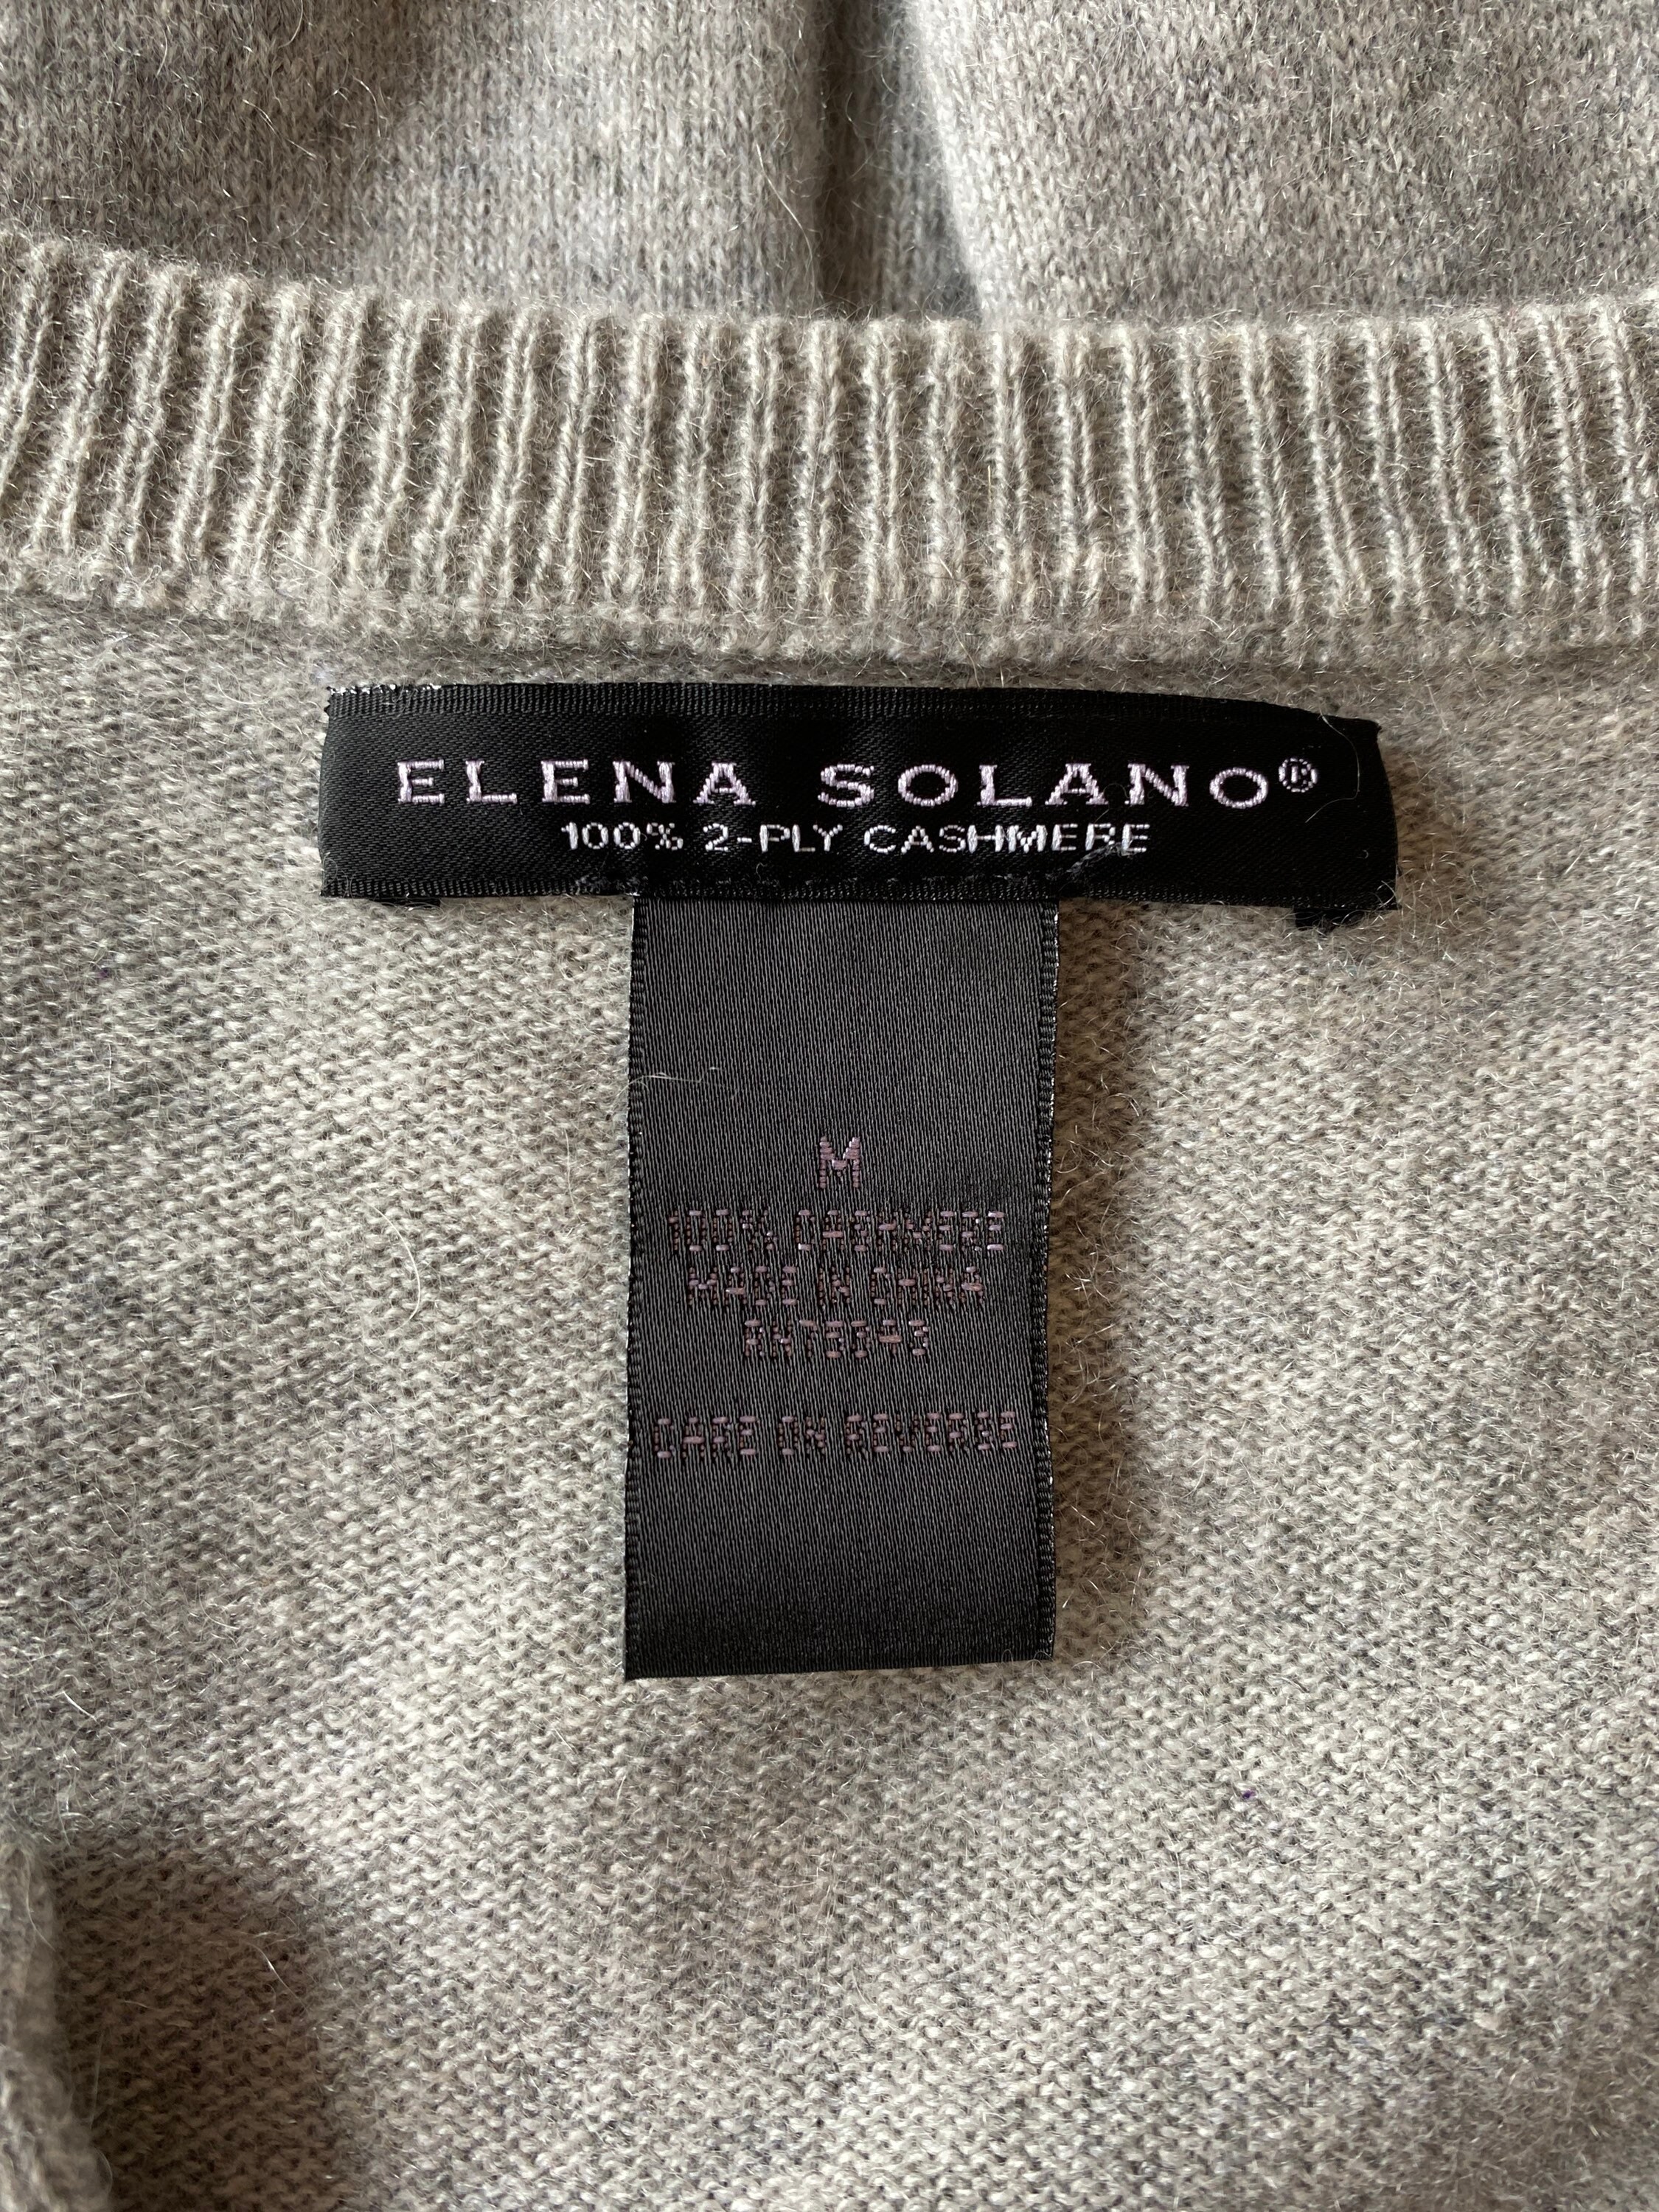 ELENA SOLANO®
100% 2-PLY CASHMERE
M
100% CASHMERE
MADE IN CHINA
CARE ON REVERSE